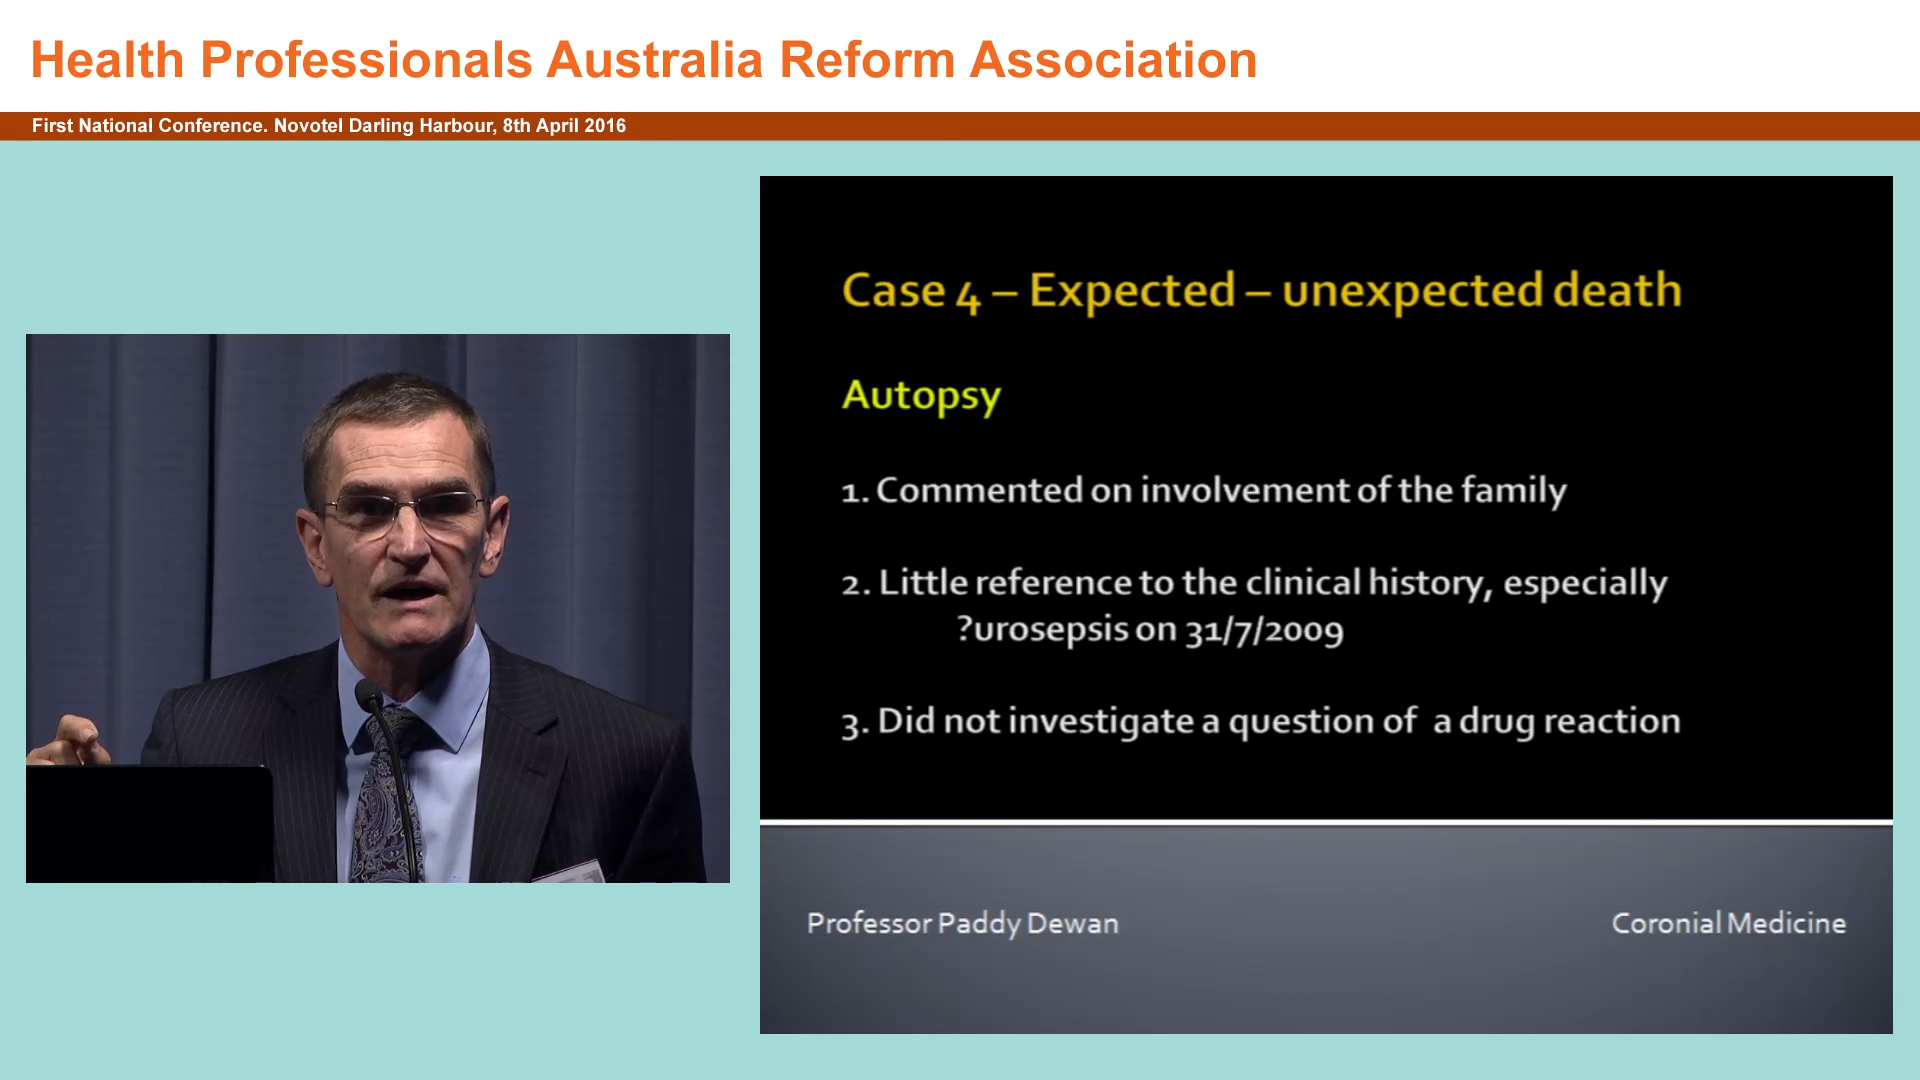 Health Professionals Australia Reform Association
First National Conference. Novotel Darling Harbour, 8th April 2016
Case 4 – Expected – unexpected death
Autopsy
1. Commented on involvement of the family
2. Little reference to the clinical history, especially
?urosepsis on 31/7/2009
3. Did not investigate a question of a drug reaction
Professor Paddy Dewan
Coronial Medicine